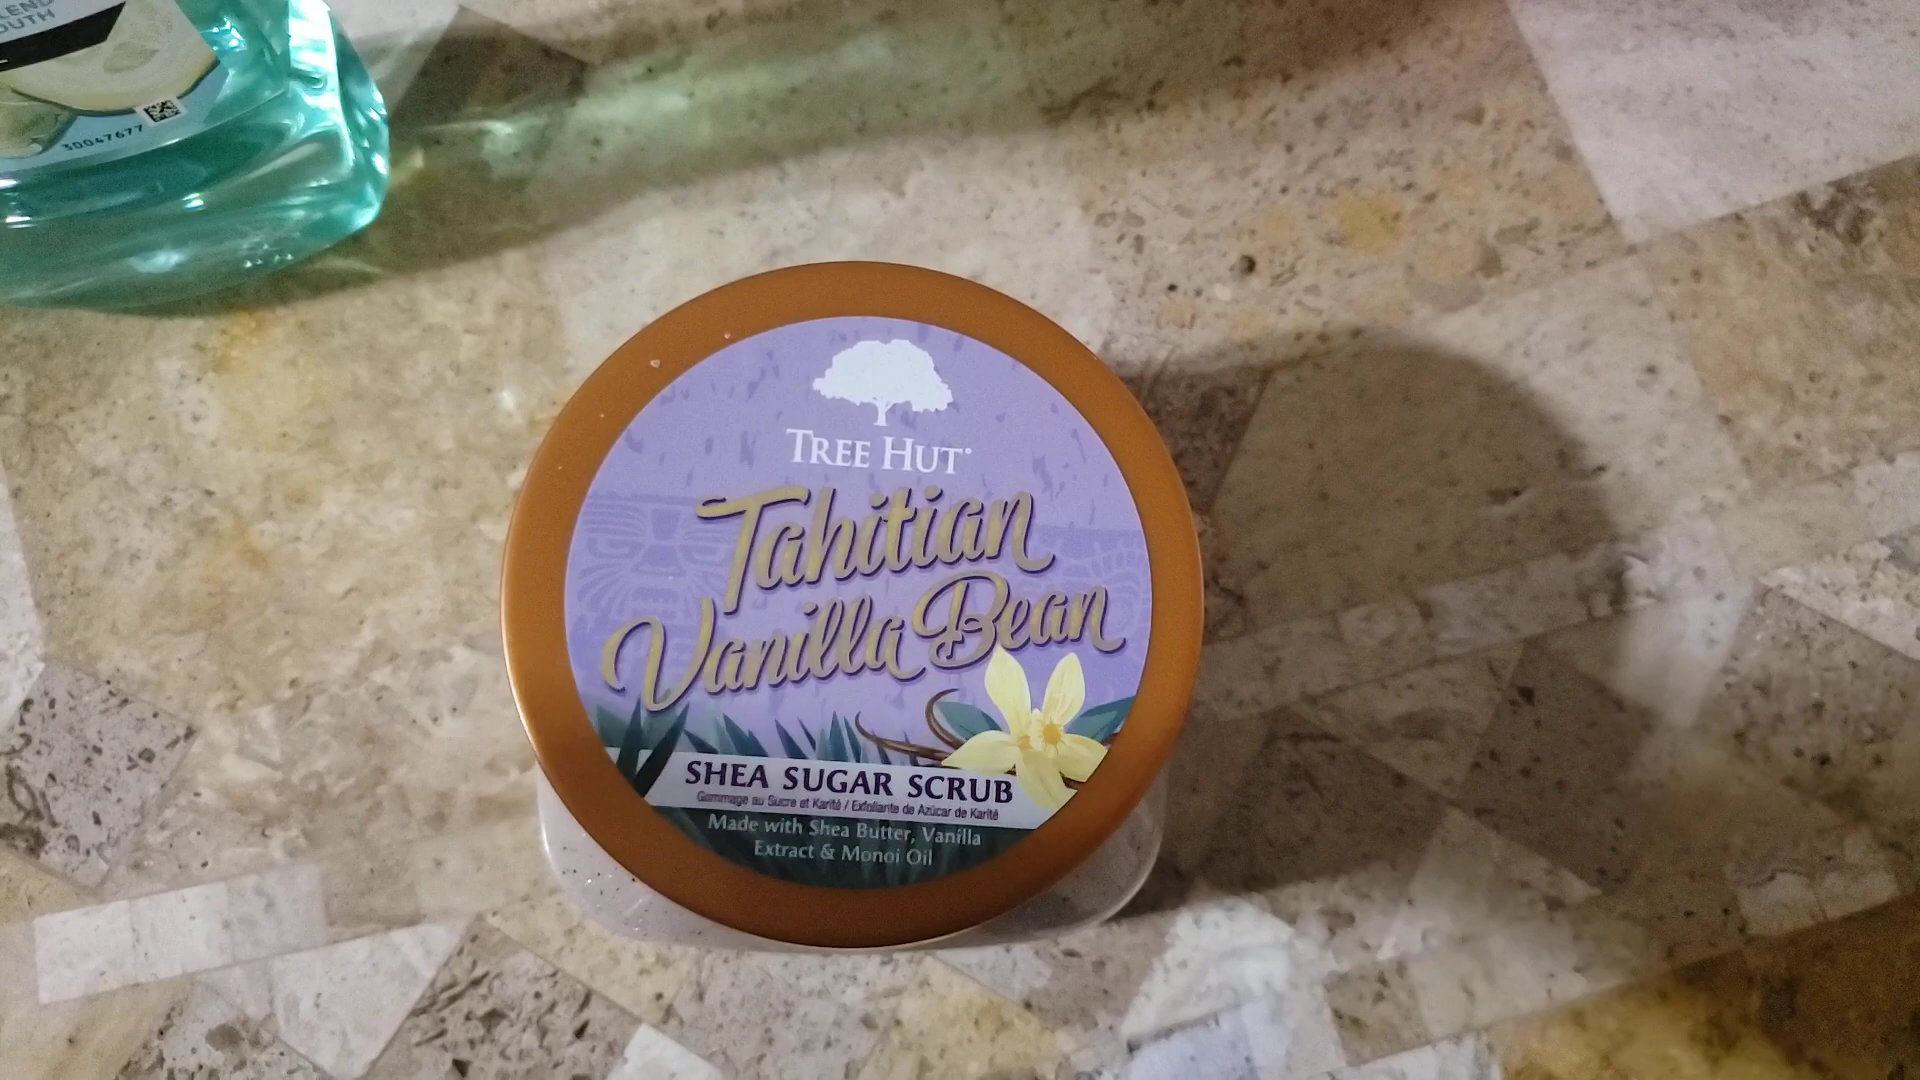 30047677
TREE HUT®
Tahitian
Vanilla Bean
SHEA SUGAR SCRUB
Gommage au Sucre et Karité / Exfoliante de Azúcar de Karité
Made with Shea Butter, Vanilla
Extract & Monoi Oil